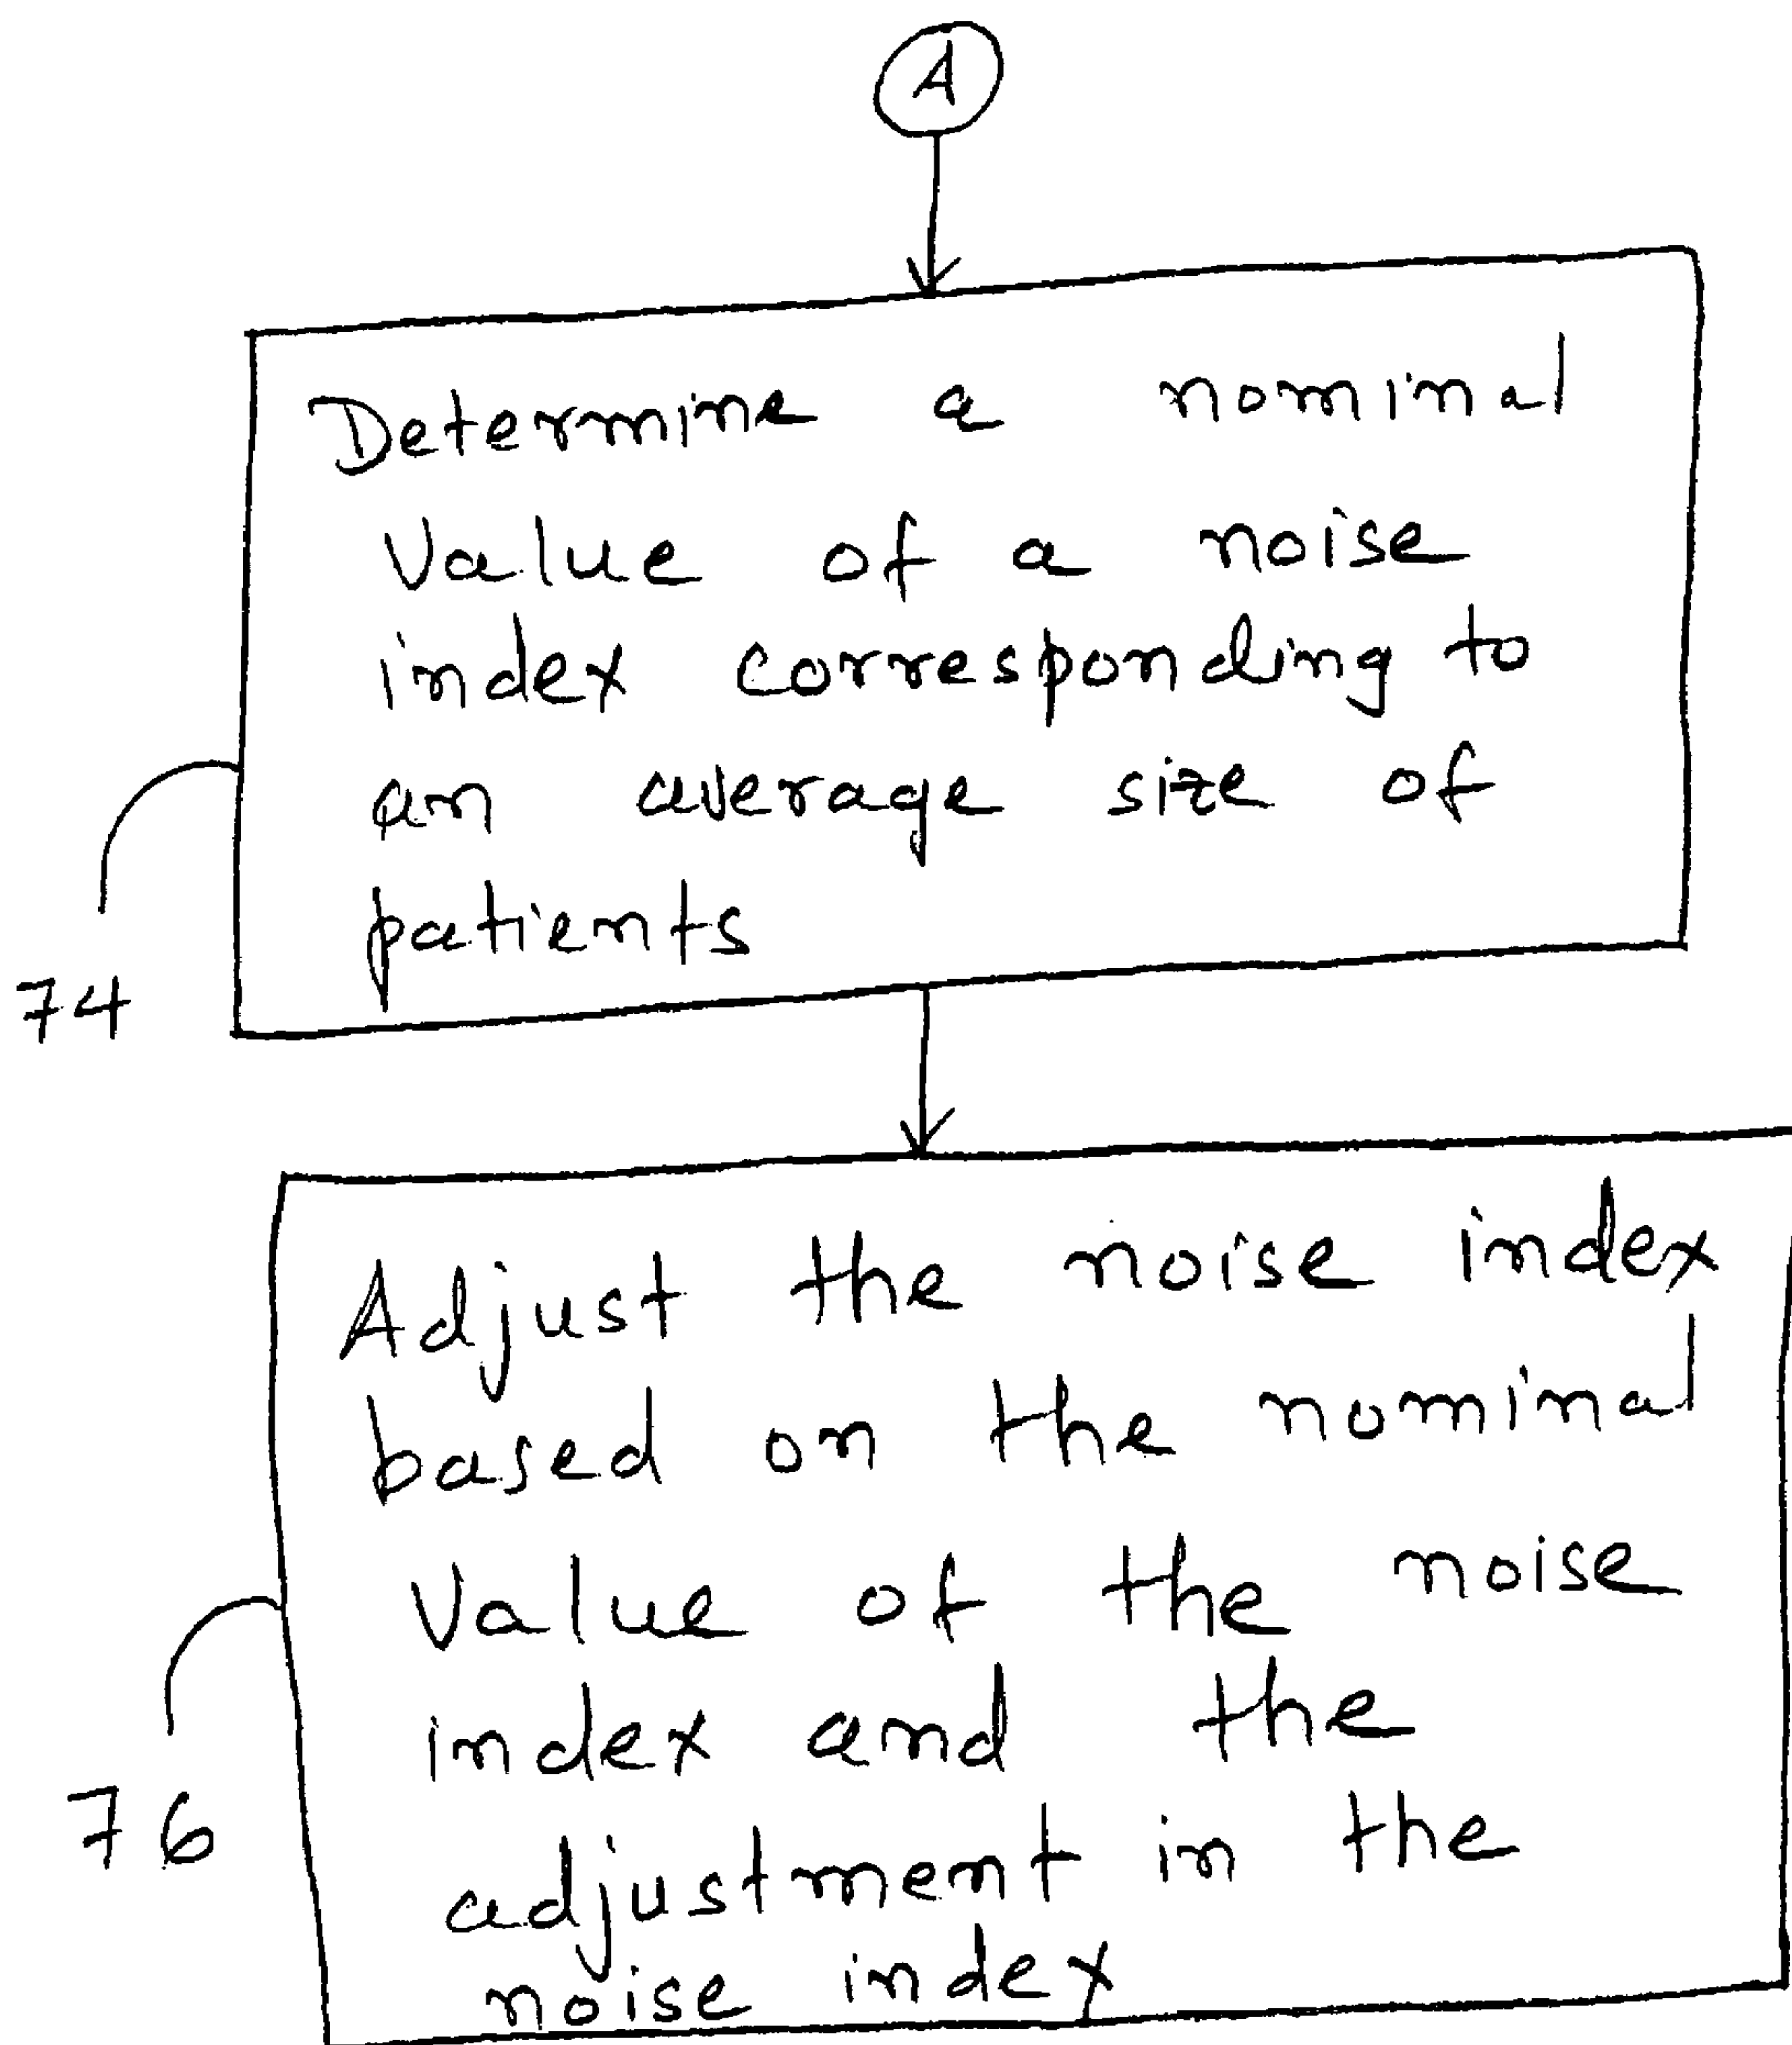 A
Determine a nominal
Value of a noise
index corresponding to
an average size of
patients
74
Adjust the noise index
based on the nominal
Value of the noise
index and the
76
adjustment in the
noise index